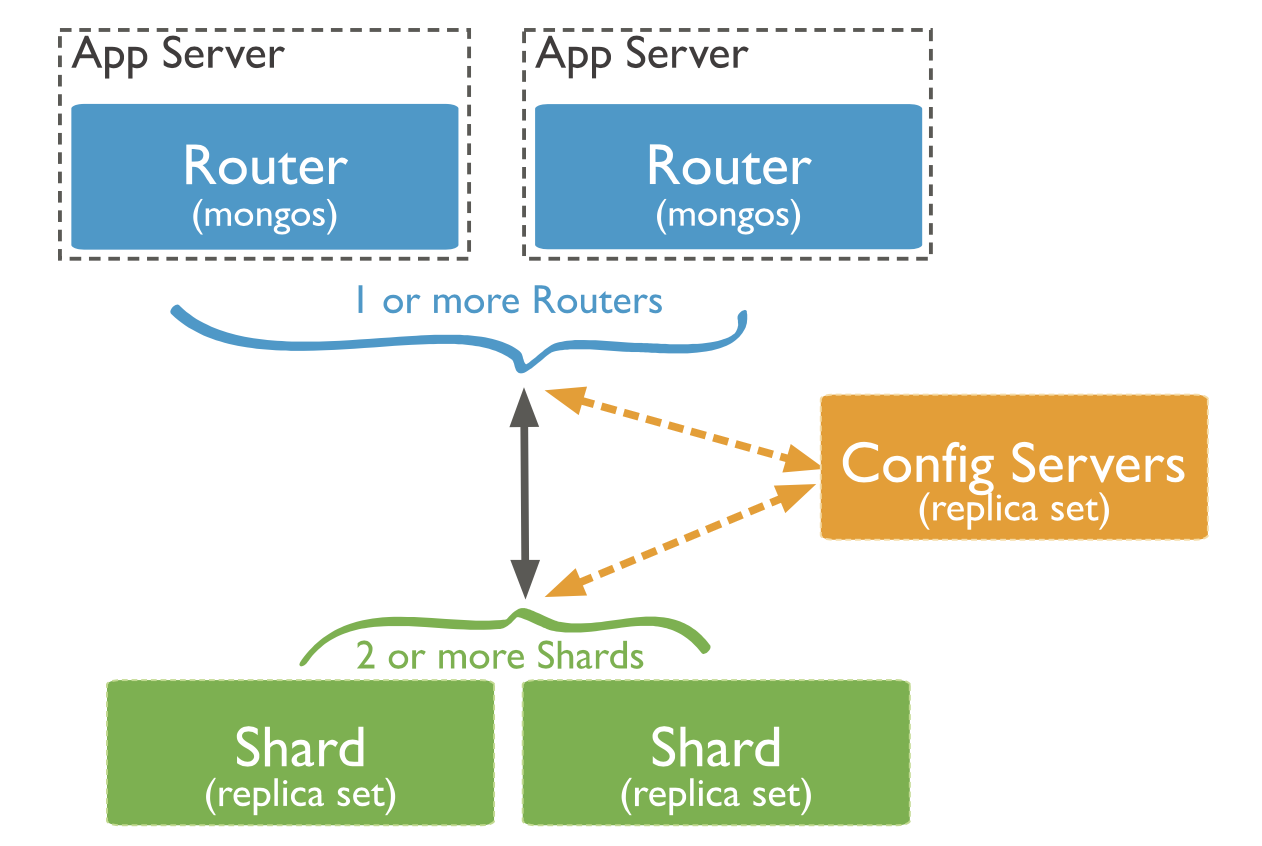 App Server
App Server
Router
(mongos)
Router
(mongos)
1 or more Routers
Config Servers
(replica set)
2 or more Shards
Shard
(replica set)
Shard
(replica set)